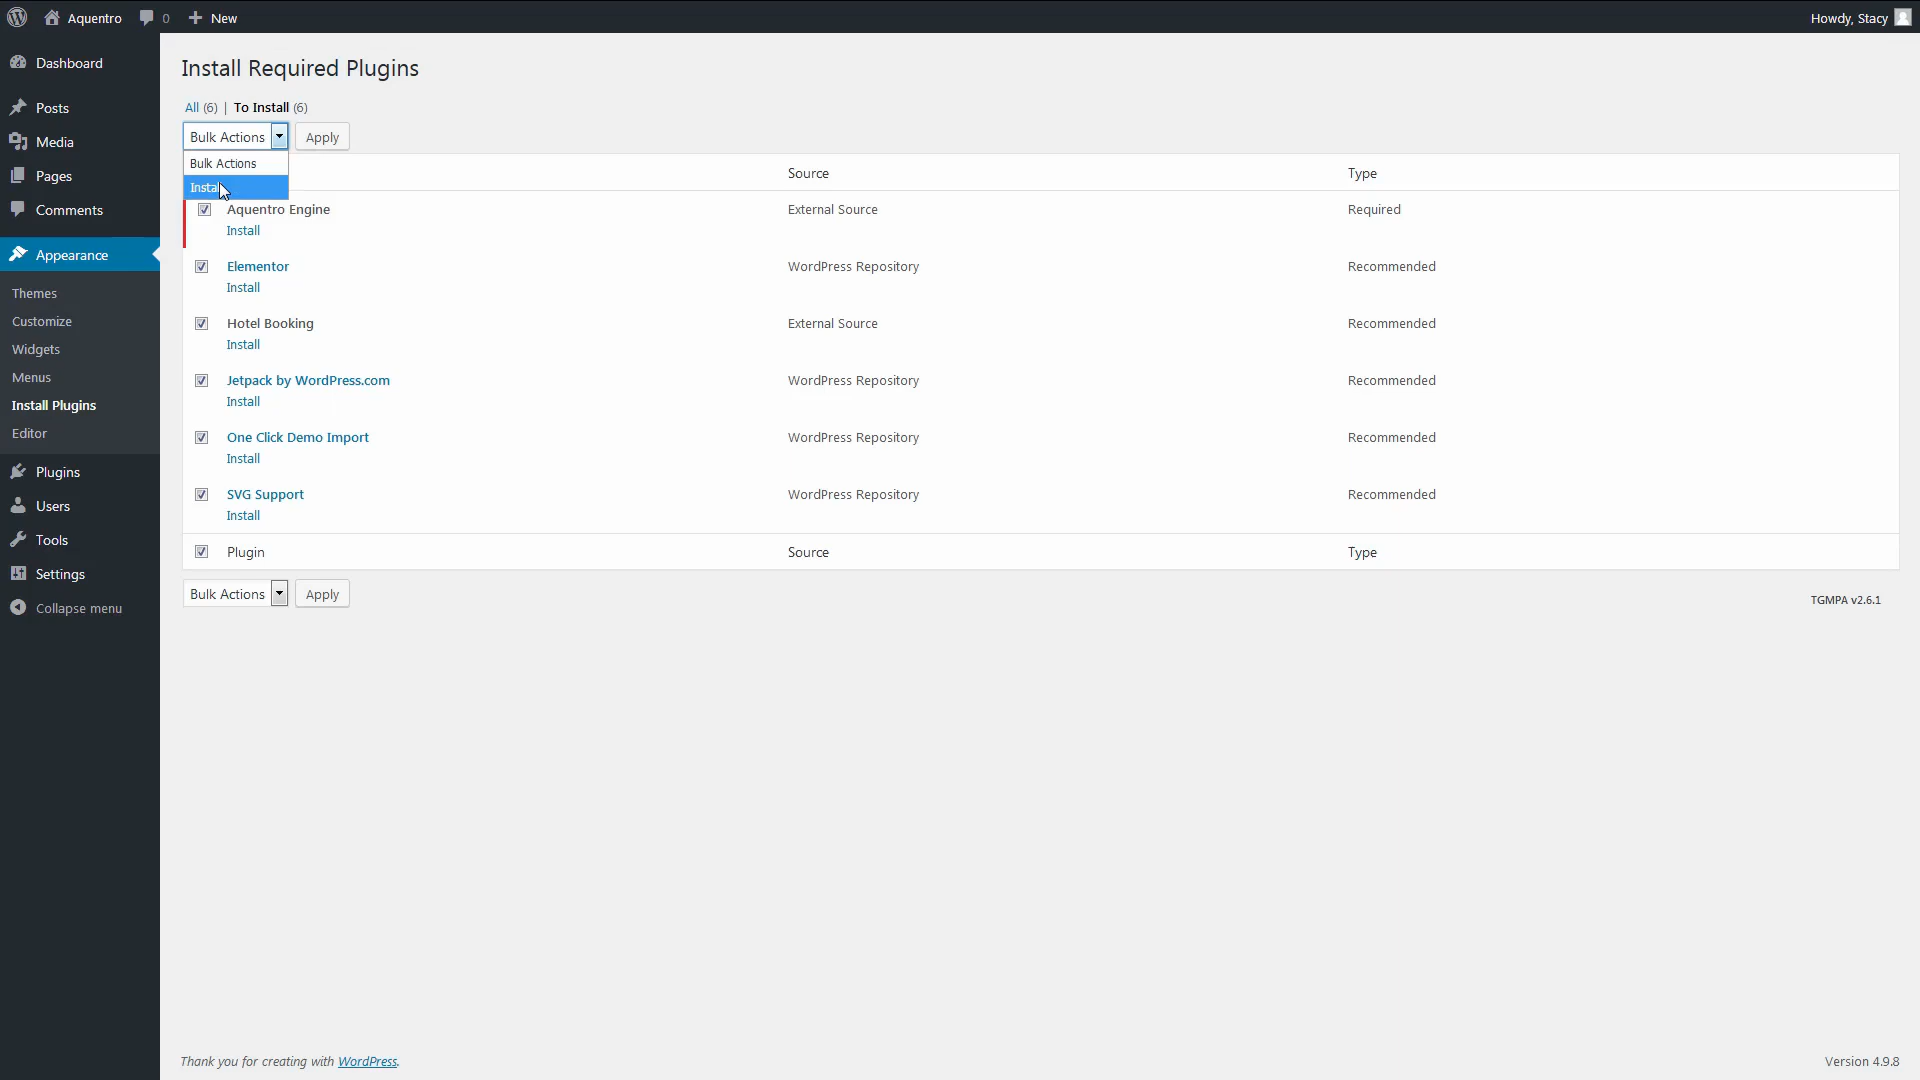 Aquentro 0 New Howdy, Stacy
Dashboard
Posts
Media
Pages
Comments
Appearance
Themes
Customize
Widgets
Menus
Install Plugins
Editor
Plugins
Users
Tools
Settings
Collapse menu
Install Required Plugins
All (6) | To Install (6)
Bulk Actions Apply
Bulk Actions
Source Type
Aquentro Engine External Source Required
Install
Elementor WordPress Repository Recommended
Install
Hotel Booking External Source Recommended
Install
Jetpack by WordPress.com WordPress Repository Recommended
Install
One Click Demo Import WordPress Repository Recommended
Install
SVG Support WordPress Repository Recommended
Install
Plugin Source Type
Bulk Actions Apply
TGMPA v2.6.1
Thank you for creating with WordPress. Version 4.9.8